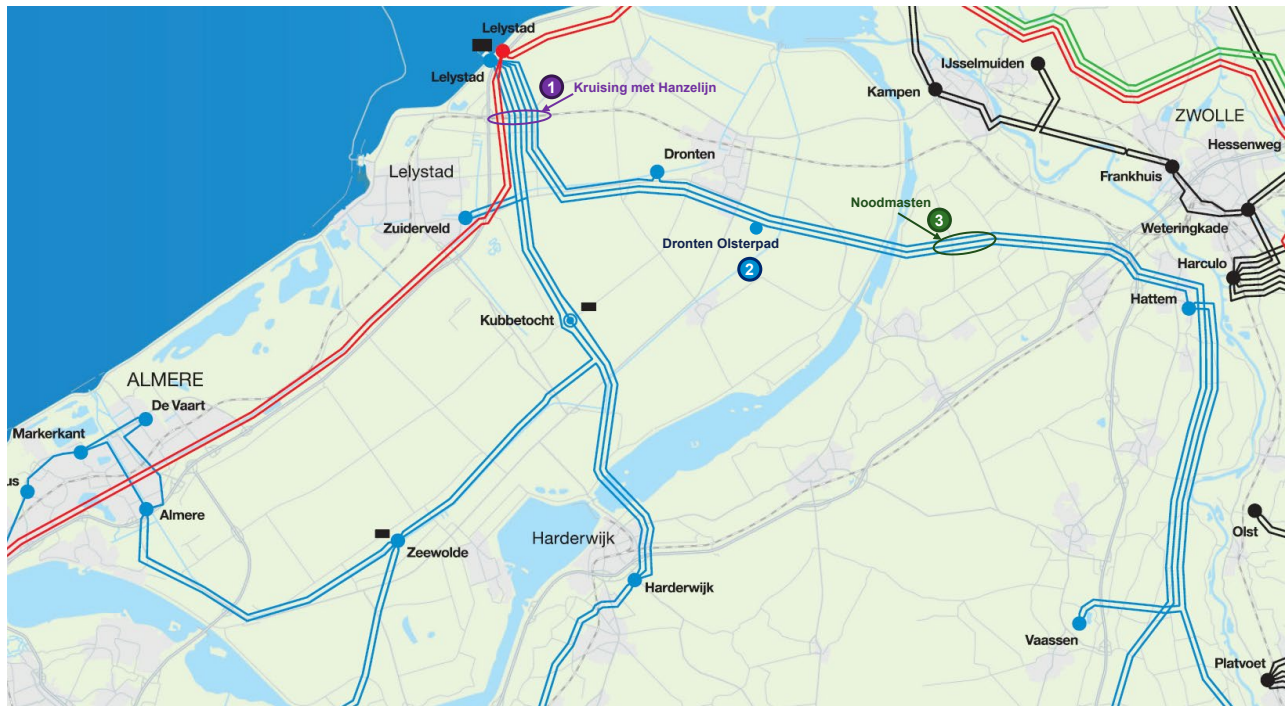 Lelystad
IJsselmuiden
Lelystad
1
Kruising met Hanzelijn
Kampen
ZWOLLE
Hessenweg
Dronten
Lelystad
Frankhuis
Noodmasten
3
Zuiderveld
Weteringkade
Dronten Olsterpad
2
Harculo
Hattem
Kubbetocht
ALMERE
De Vaart
Markerkant
us
Almere
Olst
Zeewolde
Harderwijk
Harderwijk
Vaassen
Platvoet